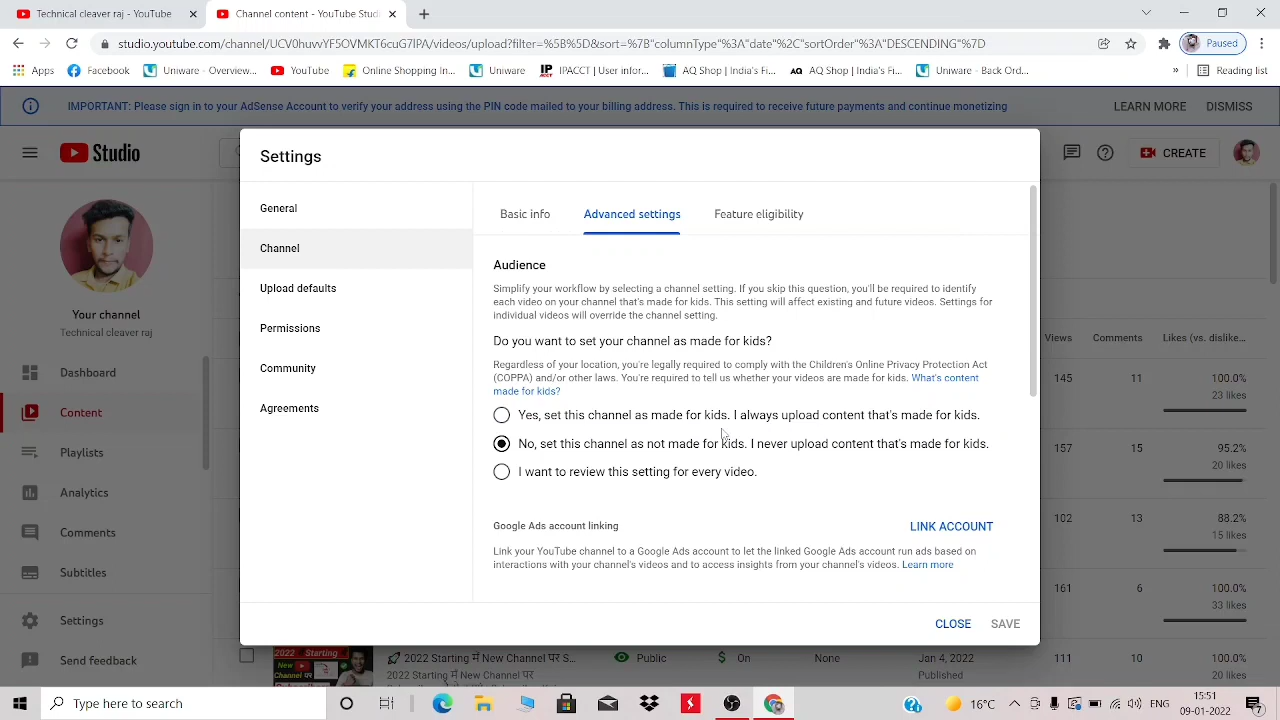 Technical cleaver raj - YouTube
Channel content - YouTube Studi
studio.youtube.com/channel/UCV0huvvYF5OVMKT6cuG7IPA/videos/upload?filter=%5B%5D&sort=%7B"columnType"%3A"date"%2C"sortOrder"%3A"DESCENDING"%7D
Paused
Apps
Facebook
Uniware - Overview...
YouTube
Online Shopping In...
Uniware
IPACCT | User infor...
AQ Shop | India's Fi...
AQ AQ Shop | India's Fi...
Uniware - Back Ord...
»
Reading list
IMPORTANT: Please sign in to your AdSense Account to verify your address using the PIN code mailed to your billing address. This is required to receive future payments and continue monetizing
LEARN MORE
DISMISS
Studio
CREATE
Your channel
Technical cleaver raj
Dashboard
Content
Playlists
Analytics
Comments
Subtitles
Settings
Send feedback
Settings
General
Channel
Upload defaults
Permissions
Community
Agreements
Basic info
Advanced settings
Feature eligibility
Audience
Simplify your workflow by selecting a channel setting. If you skip this question, you'll be required to identify
each video on your channel that's made for kids. This setting will affect existing and future videos. Settings for
individual videos will override the channel setting.
Do you want to set your channel as made for kids?
Regardless of your location, you're legally required to comply with the Children's Online Privacy Protection Act
(COPPA) and/or other laws. You're required to tell us whether your videos are made for kids. What's content
made for kids?
Yes, set this channel as made for kids. I always upload content that's made for kids.
No, set this channel as not made for kids. I never upload content that's made for kids.
I want to review this setting for every video.
Google Ads account linking
LINK ACCOUNT
Link your YouTube channel to a Google Ads account to let the linked Google Ads account run ads based on
interactions with your channel's videos and to access insights from your channel's videos. Learn more
CLOSE
SAVE
Views
Comments
Likes (vs. dislike...
145
11
100.0%
23 likes
157
15
95.2%
20 likes
102
13
88.2%
15 likes
161
6
100.0%
33 likes
2022 Starting
New
2022 Starting में New Channel पर S...
Public
On
None
Jan 4, 2022
Published
111
10
100.0%
20 likes
Type here to search
16°C
ENG
15:51
09-01-2022
7